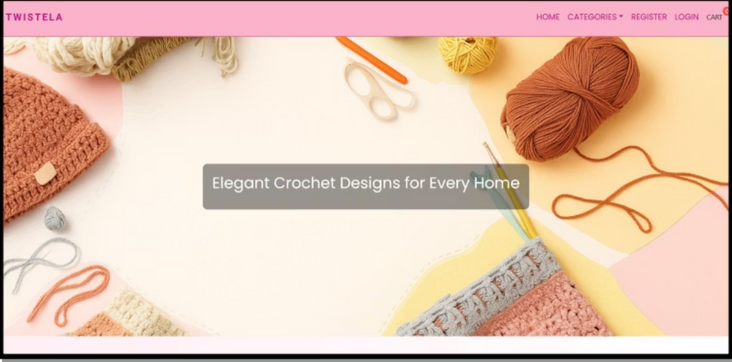 TWISTELA
HOME CATEGORIES REGISTER LOGIN CART
Elegant Crochet Designs for Every Home